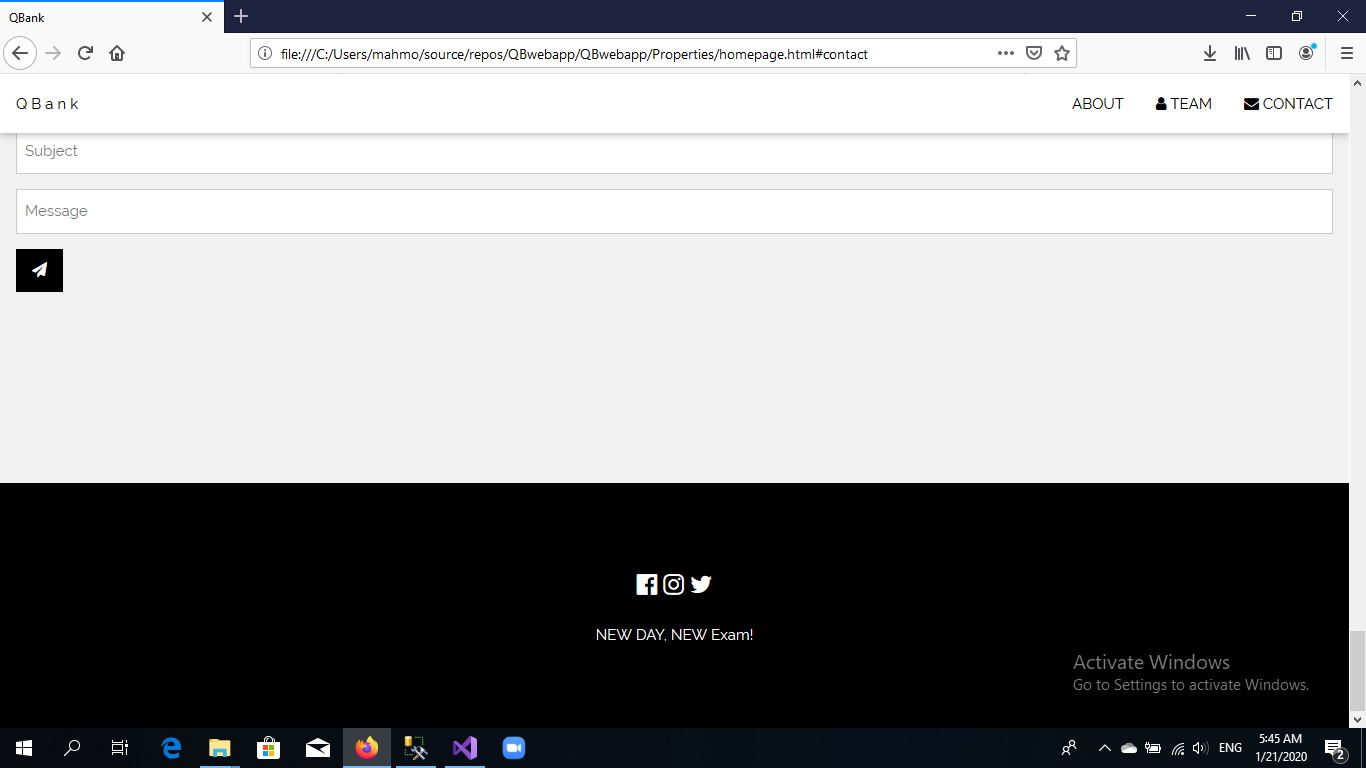 QBank
file:///C:/Users/mahmo/source/repos/QBwebapp/QBwebapp/Properties/homepage.html#contact
QBank ABOUT TEAM CONTACT
Subject
Message
NEW DAY, NEW Exam!
Activate Windows
Go to Settings to activate Windows.
ENG
5:45 AM
1/21/2020
2